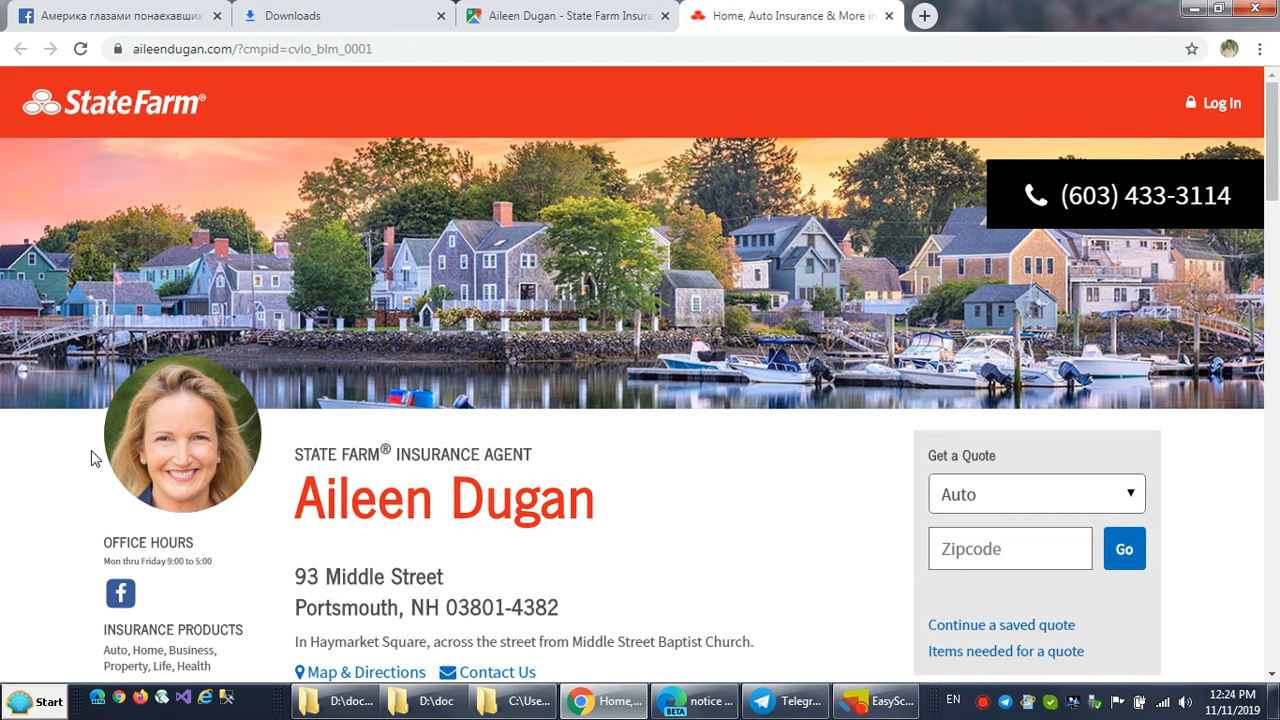 Америка глазами понаехавших
Downloads
Aileen Dugan - State Farm Insura
Home, Auto Insurance & More in
aileendugan.com/?cmpid=cvlo_blm_0001
StateFarm®
Log In
(603) 433-3114
STATE FARM® INSURANCE AGENT
Aileen Dugan
93 Middle Street
Portsmouth, NH 03801-4382
In Haymarket Square, across the street from Middle Street Baptist Church.
Map & Directions
Contact Us
OFFICE HOURS
Mon thru Friday 9:00 to 5:00
INSURANCE PRODUCTS
Auto, Home, Business,
Property, Life, Health
Get a Quote
Auto
Zipcode
Go
Continue a saved quote
Items needed for a quote
Start
D:\doc...
D:\doc
C:\Use...
Home,...
BETA
notice ...
Telegr...
EasySc...
EN
12:24 PM
11/11/2019